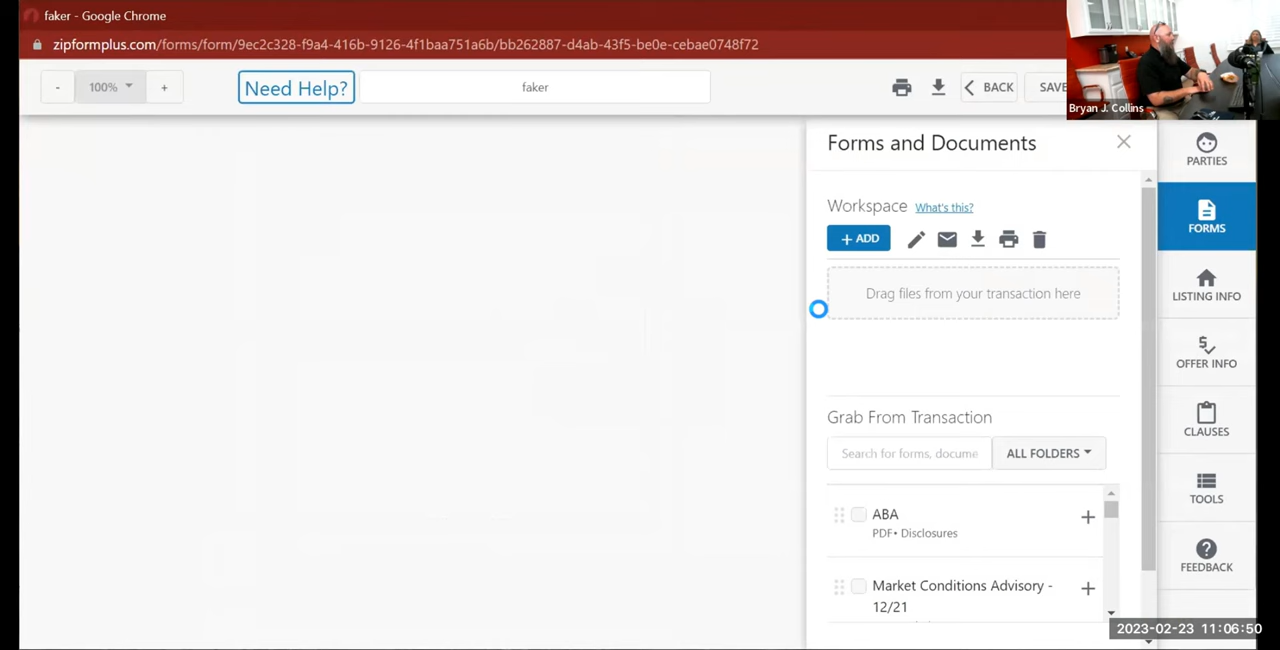 faker - Google Chrome
zipformplus.com/forms/form/9ec2c328-f9a4-416b-9126-4f1baa751a6b/bb262887-d4ab-43f5-be0e-cebae0748f72
- 100% +
Need Help?
faker
BACK
SAVE
Bryan J. Collins
Forms and Documents
Workspace What's this?
+ ADD
Drag files from your transaction here
Grab From Transaction
Search for forms, docume
ALL FOLDERS
ABA
PDF• Disclosures
Market Conditions Advisory -
12/21
PARTIES
FORMS
LISTING INFO
OFFER INFO
CLAUSES
TOOLS
FEEDBACK
2023-02-23 11:06:50